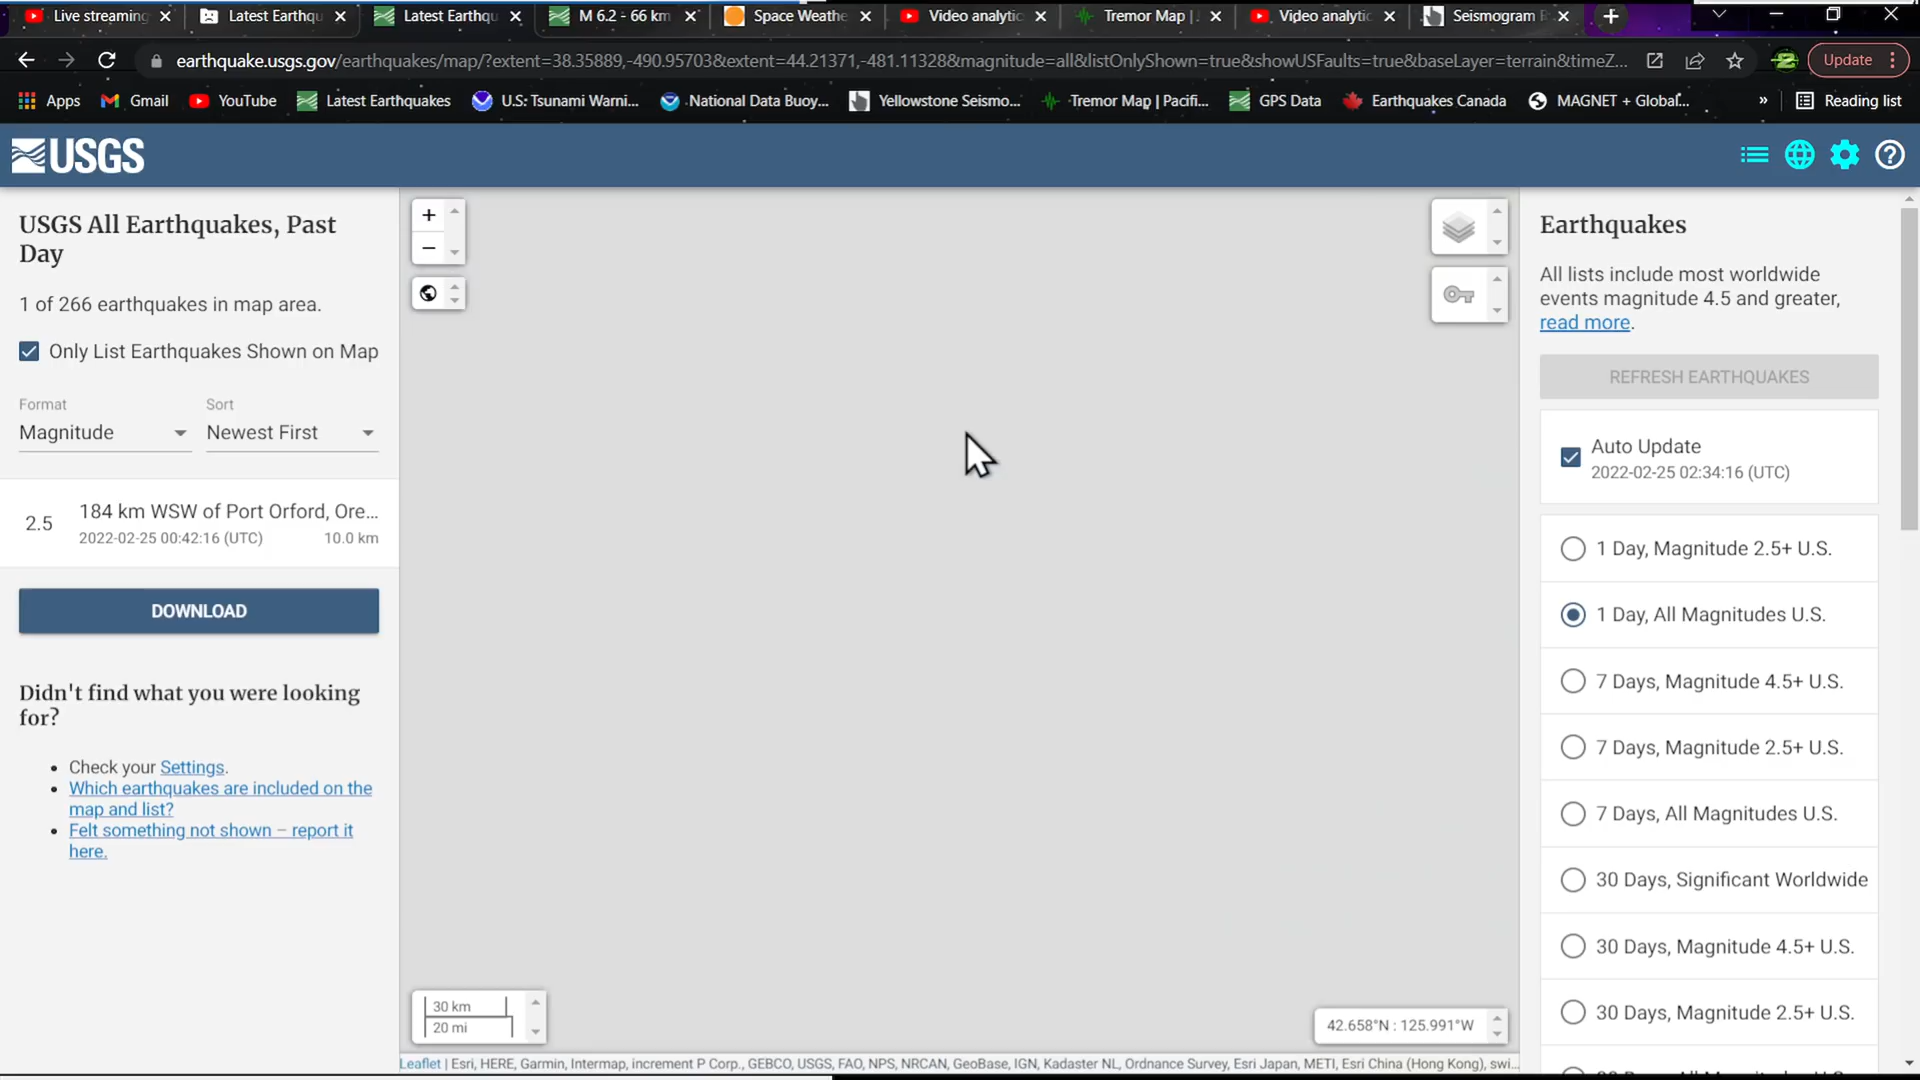 Live streaming
Latest Earthqu
Latest Earthqu
M 6.2 - 66 km
Space Weathe
Video analytic
Tremor Map |
Video analytic
Seismogram
earthquake.usgs.gov/earthquakes/map/?extent=38.35889,-490.95703&extent=44.21371,-481.11328&magnitude=all&listOnlyShown=true&showUSFaults=true&baseLayer=terrain&timeZ...
Update
Apps
Gmail
YouTube
Latest Earthquakes
U.S: Tsunami Warni...
National Data Buoy...
Yellowstone Seismo...
Tremor Map | Pacifi...
GPS Data
Earthquakes Canada
MAGNET + Global...
»
Reading list
USGS
USGS All Earthquakes, Past
Day
1 of 266 earthquakes in map area.
Only List Earthquakes Shown on Map
Format
Sort
Magnitude
Newest First
2.5
184 km WSW of Port Orford, Ore...
2022-02-25 00:42:16 (UTC)
10.0 km
DOWNLOAD
Didn't find what you were looking
for?
Check your Settings.
Which earthquakes are included on the
map and list?
Felt something not shown – report it
here.
+
−
30 km
20 mi
42.658°N : 125.991°W
Leaflet | Esri, HERE, Garmin, Intermap, increment P Corp., GEBCO, USGS, FAO, NPS, NRCAN, GeoBase, IGN, Kadaster NL, Ordnance Survey, Esri Japan, METI, Esri China (Hong Kong), swi...
Earthquakes
All lists include most worldwide
events magnitude 4.5 and greater,
read more.
REFRESH EARTHQUAKES
Auto Update
2022-02-25 02:34:16 (UTC)
1 Day, Magnitude 2.5+ U.S.
1 Day, All Magnitudes U.S.
7 Days, Magnitude 4.5+ U.S.
7 Days, Magnitude 2.5+ U.S.
7 Days, All Magnitudes U.S.
30 Days, Significant Worldwide
30 Days, Magnitude 4.5+ U.S.
30 Days, Magnitude 2.5+ U.S.